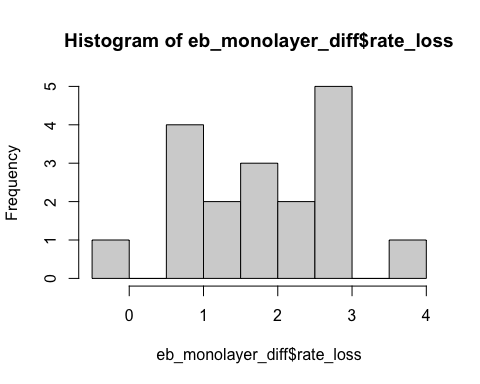 Histogram of eb_monolayer_diff$rate_loss
Frequency
5
4
3
2
1
0
0 1 2 3 4
eb_monolayer_diff$rate_loss